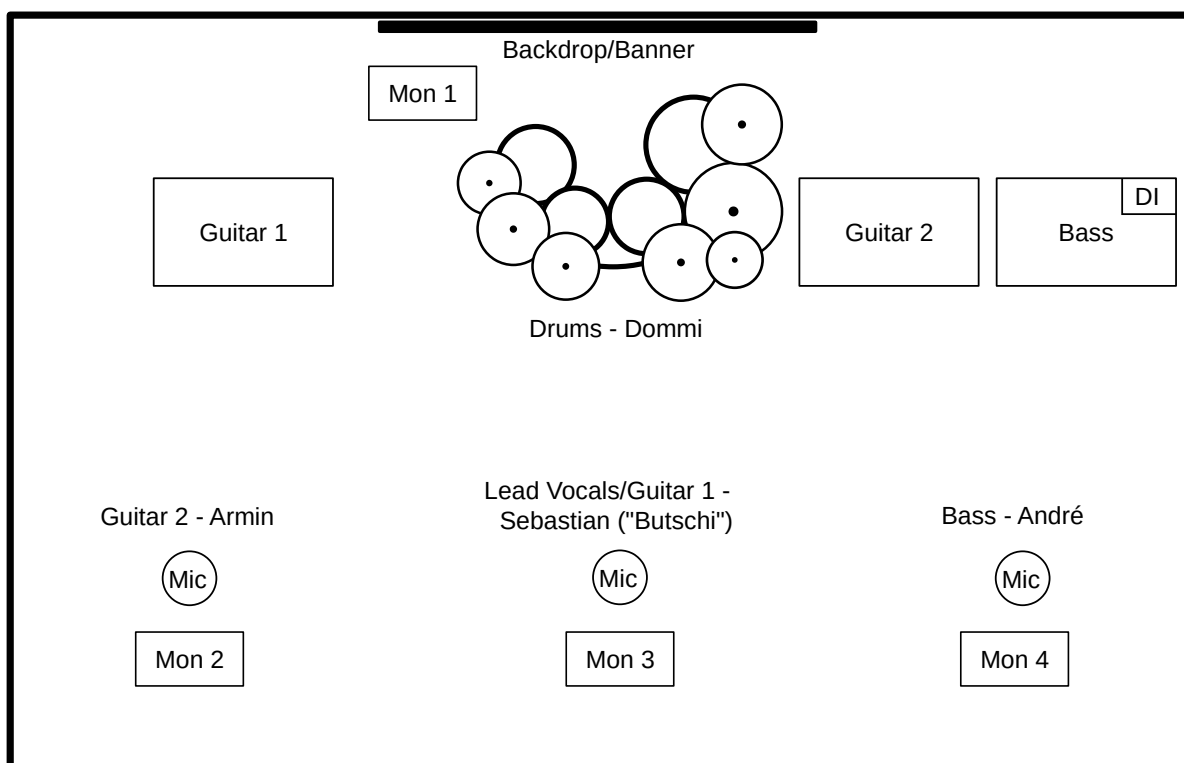 Backdrop/Banner
Mon 1
Guitar 1
Guitar 2
Bass
DI
Drums - Dommi
Guitar 2 - Armin
Lead Vocals/Guitar 1 -
Sebastian ("Butschi")
Bass - André
Mic
Mic
Mic
Mon 2
Mon 3
Mon 4